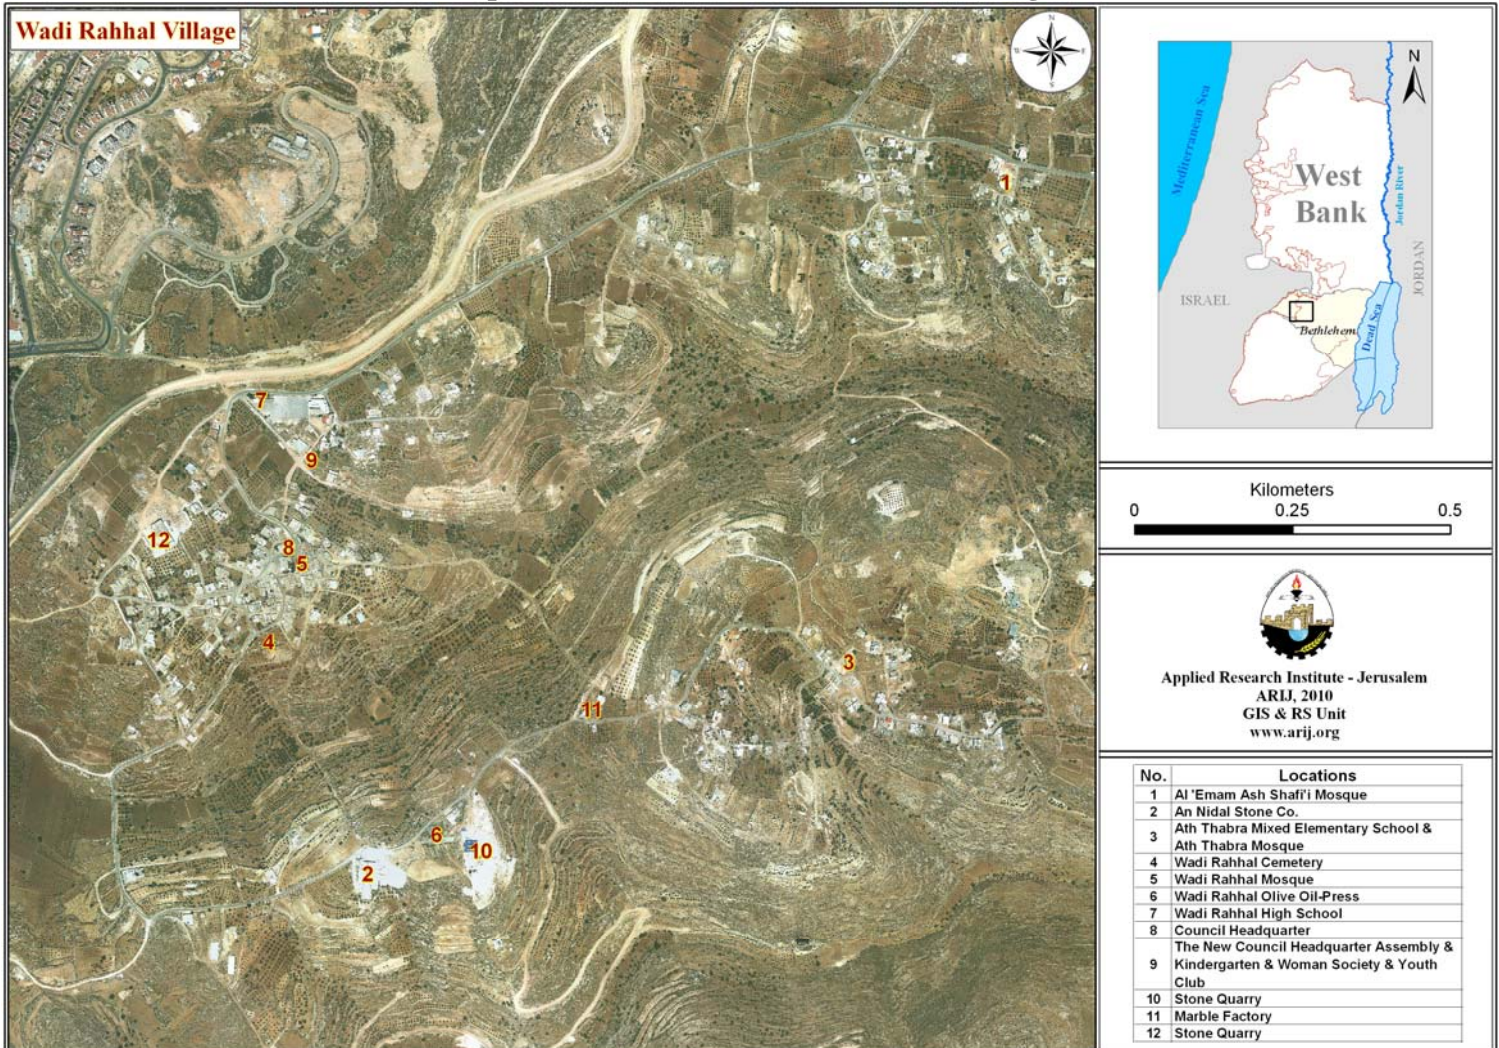 Wadi Rahhal Village
N
W
E
S
1
7
9
12
8
5
4
3
11
6
10
2
N
Mediterranean Sea
West
Bank
Jordan River
JORDAN
ISRAEL
Bethlehem
Dead Sea
Kilometers
0 0.25 0.5
Applied Research Institute - Jerusalem
ARIJ, 2010
GIS & RS Unit
www.arij.org
No. Locations
1 Al 'Emam Ash Shafi'i Mosque
2 An Nidal Stone Co.
3 Ath Thabra Mixed Elementary School &
Ath Thabra Mosque
4 Wadi Rahhal Cemetery
5 Wadi Rahhal Mosque
6 Wadi Rahhal Olive Oil-Press
7 Wadi Rahhal High School
8 Council Headquarter
9 The New Council Headquarter Assembly &
Kindergarten & Woman Society & Youth
Club
10 Stone Quarry
11 Marble Factory
12 Stone Quarry